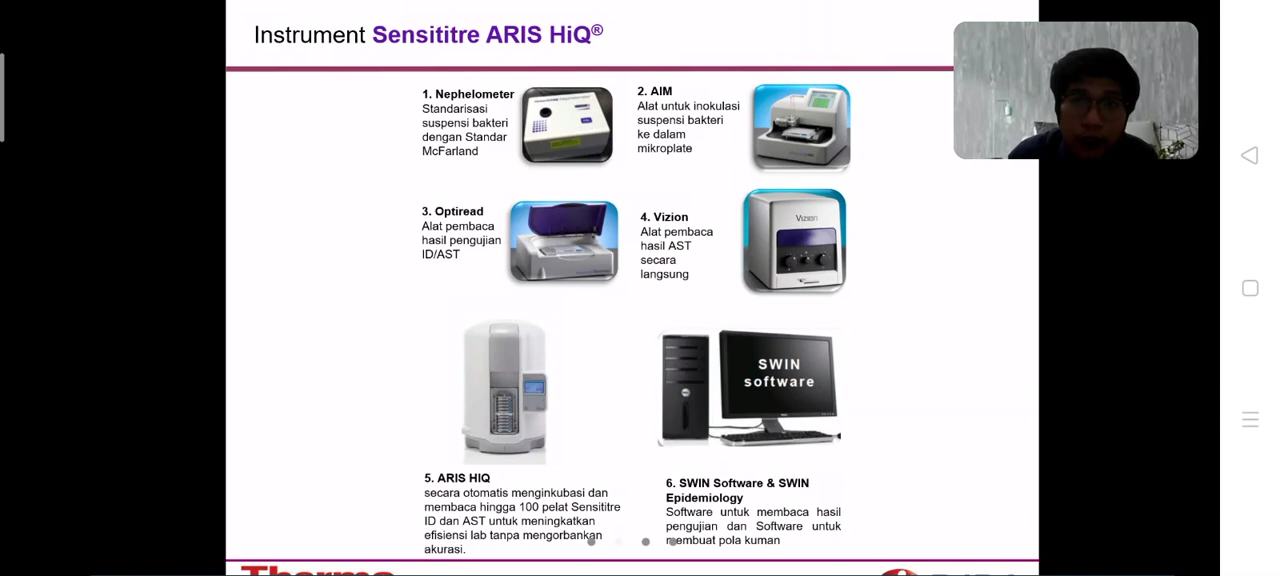 Instrument Sensititre ARIS HiQ®
1. Nephelometer
Standarisasi
suspensi bakteri
dengan Standar
McFarland
2. AIM
Alat untuk inokulasi
suspensi bakteri
ke dalam
mikroplate
3. Optiread
Alat pembaca
hasil pengujian
ID/AST
4. Vizion
Alat pembaca
hasil AST
secara
langsung
Vizion
SWIN
software
5. ARIS HIQ
secara otomatis menginkubasi dan
membaca hingga 100 pelat Sensititre
ID dan AST untuk meningkatkan
efisiensi lab tanpa mengorbankan
akurasi.
6. SWIN Software & SWIN
Epidemiology
Software untuk membaca hasil
pengujian dan Software untuk
membuat pola kuman
Thermo